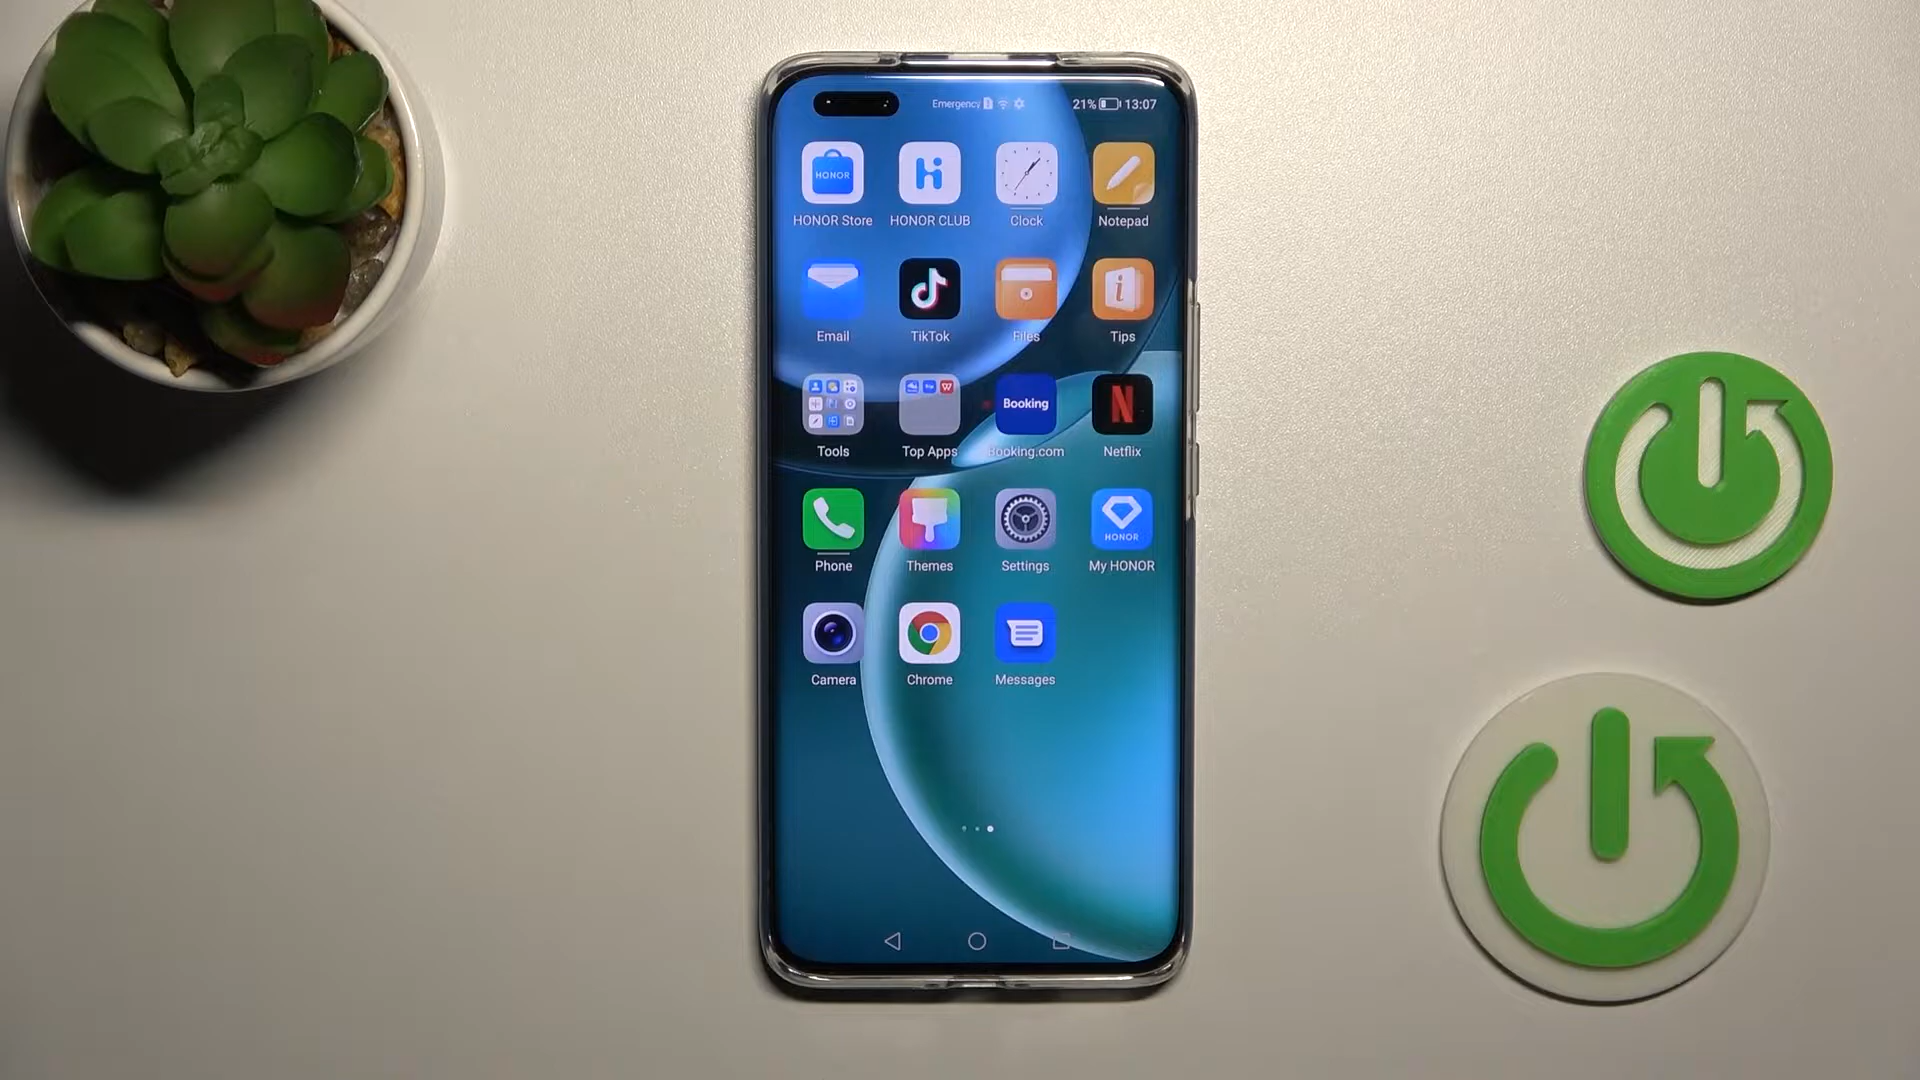 Emergency 21% 13:07
HONOR
HONOR Store HONOR CLUB Clock Notepad
Email TikTok Files Tips
Booking
Tools Top Apps Booking.com Netflix
HONOR
Phone Themes Settings My HONOR
Camera Chrome Messages